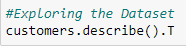 #Exploring the Dataset
customers.describe().T